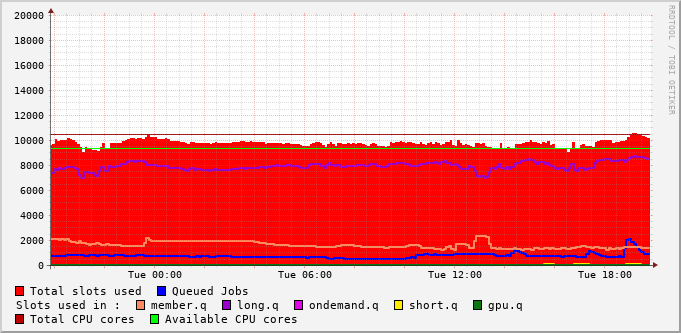 20000
18000
16000
14000
12000
10000
8000
6000
4000
2000
0
Tue 00:00 Tue 06:00 Tue 12:00 Tue 18:00
Total slots used Queued Jobs
Slots used in : member.q long.q ondemand.q short.q gpu.q
Total CPU cores Available CPU cores
RRDTOOL / TOBI OETIKER